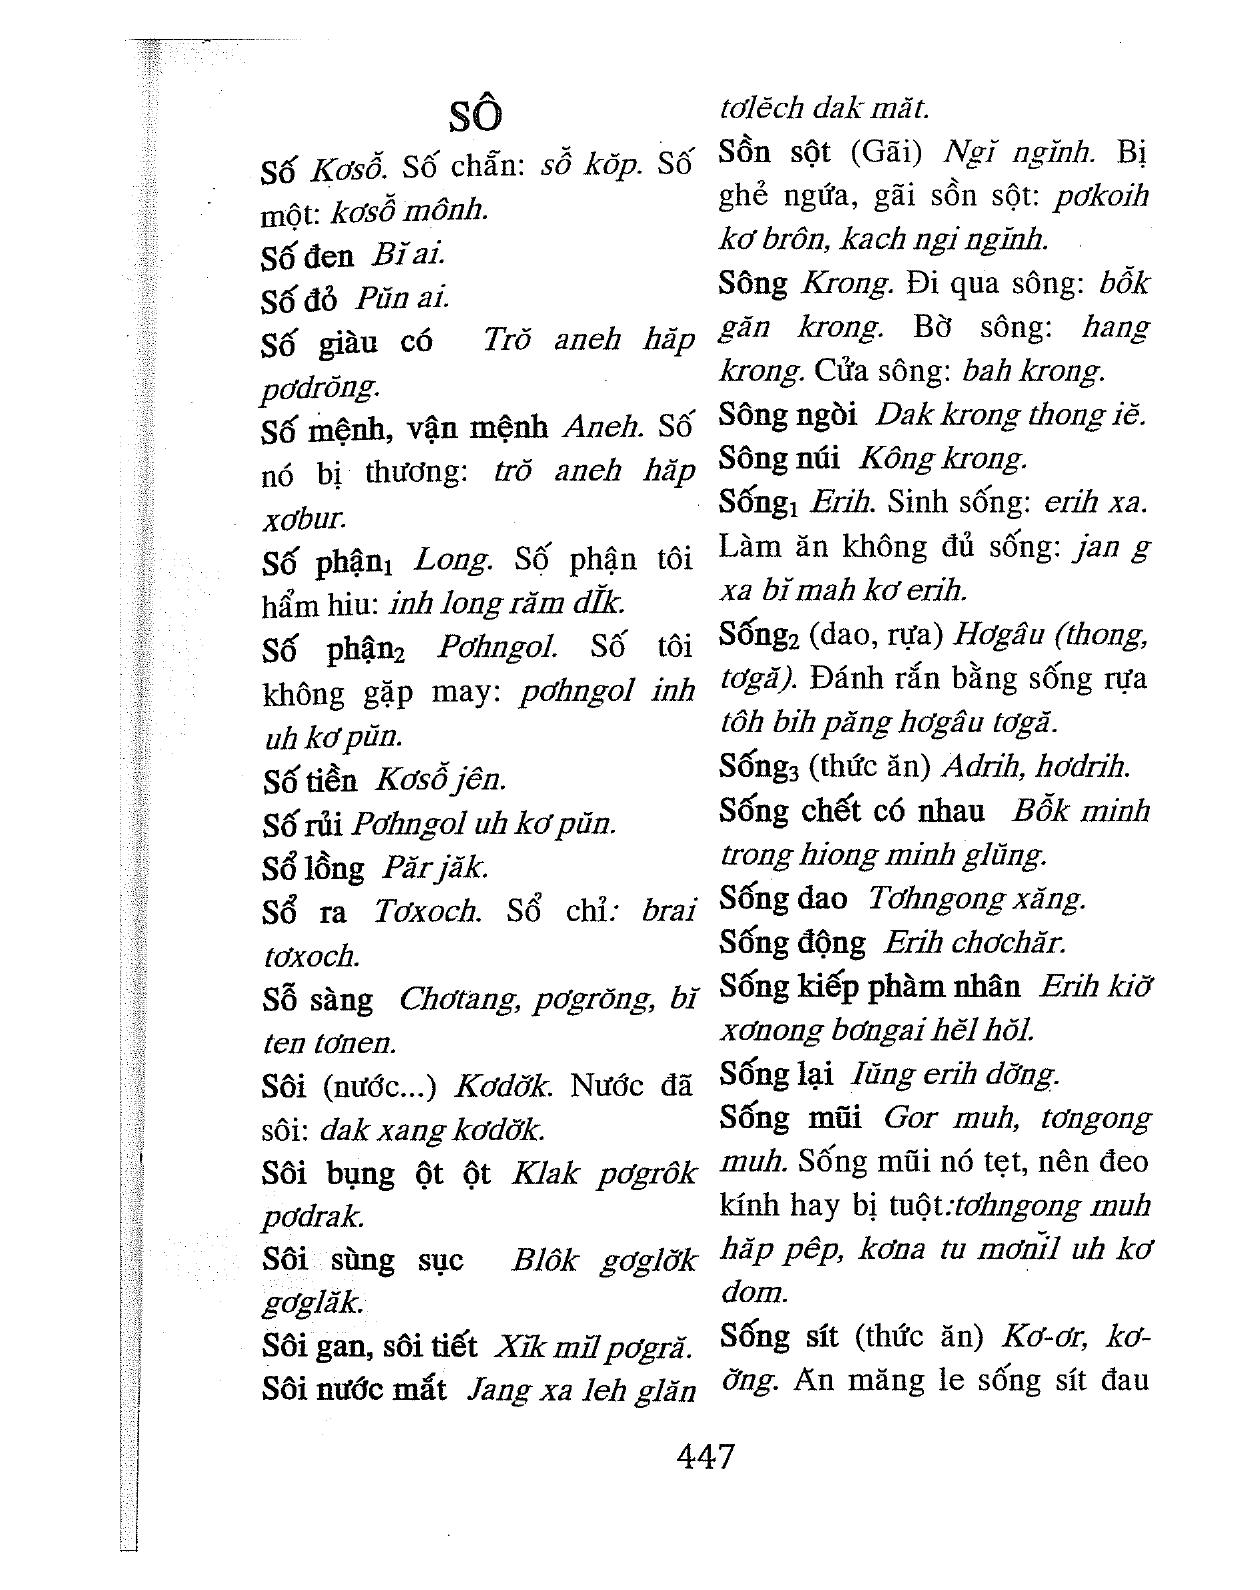 SÔ
Số Kơsô̆. Số chẵn: sô̆ kŏp. Số
một: kơsô̆ mônh.
Số đen Bĭ ai.
Số đỏ Pŭn ai.
Số giàu có Trŏ aneh hăp
pơdrŏng.
Số mệnh, vận mệnh Aneh. Số
nó bị thương: trŏ aneh hăp
xơbur.
Số phận₁ Long. Số phận tôi
hẩm hiu: inh long răm dĬk.
Số phận₂ Pơhngol. Số tôi
không gặp may: pơhngol inh
uh kơ pŭn.
Số tiền Kơsô̆ jên.
Số rủi Pơhngol uh kơ pŭn.
Sổ lồng Păr jăk.
Sổ ra Tơxoch. Sổ chỉ: brai
tơxoch.
Sỗ sàng Chơtang, pơgrŏng, bĭ
ten tơnen.
Sôi (nước...) Kơdơ̆k. Nước đã
sôi: dak xang kơdơ̆k.
Sôi bụng ột ột Klak pơgrôk
pơdrak.
Sôi sùng sục Blôk gơglơ̆k
gơglăk.
Sôi gan, sôi tiết Xĭk mĭl pơgră.
Sôi nước mắt Jang xa leh glăn
tơlĕch dak măt.
Sồn sột (Gãi) Ngĭ ngĭnh. Bị
ghẻ ngứa, gãi sồn sột: pơkoih
kơ brôn, kach ngi ngĭnh.
Sông Krong. Đi qua sông: bô̆k
găn krong. Bờ sông: hang
krong. Cửa sông: bah krong.
Sông ngòi Dak krong thong iĕ.
Sông núi Kông krong.
Sống₁ Erih. Sinh sống: erih xa.
Làm ăn không đủ sống: jan g
xa bĭ mah kơ erih.
Sống₂ (dao, rựa) Hơgâu (thong,
tơgă). Đánh rắn bằng sống rựa
tôh bih păng hơgâu tơgă.
Sống₃ (thức ăn) Adrih, hơdrih.
Sống chết có nhau Bô̆k minh
trong hiong minh glŭng.
Sống dao Tơhngong xăng.
Sống động Erih chơchăr.
Sống kiếp phàm nhân Erih kiơ̆
xơnong bơngai hĕl hŏl.
Sống lại Iŭng erih dơ̆ng.
Sống mũi Gor muh, tơngong
muh. Sống mũi nó tẹt, nên đeo
kính hay bị tuột:tơhngong muh
hăp pêp, kơna tu mơnĭl uh kơ
dom.
Sống sít (thức ăn) Kơ-ơr, kơ-
ơ̆ng. Ăn măng le sống sít đau
447